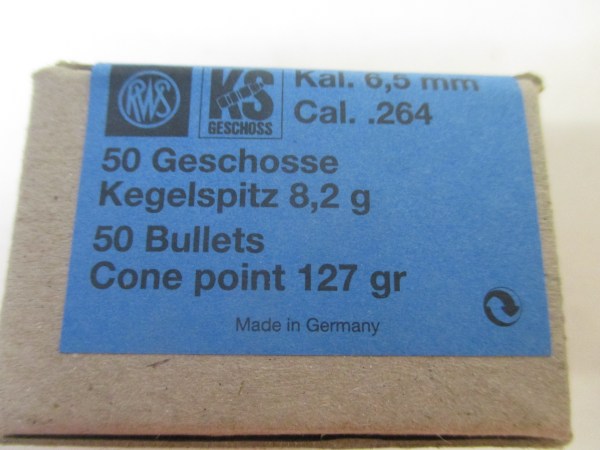 RWS
KS
GESCHOSS
Kal. 6,5 mm
Cal. .264
50 Geschosse
Kegelspitz 8,2 g
50 Bullets
Cone point 127 gr
Made in Germany